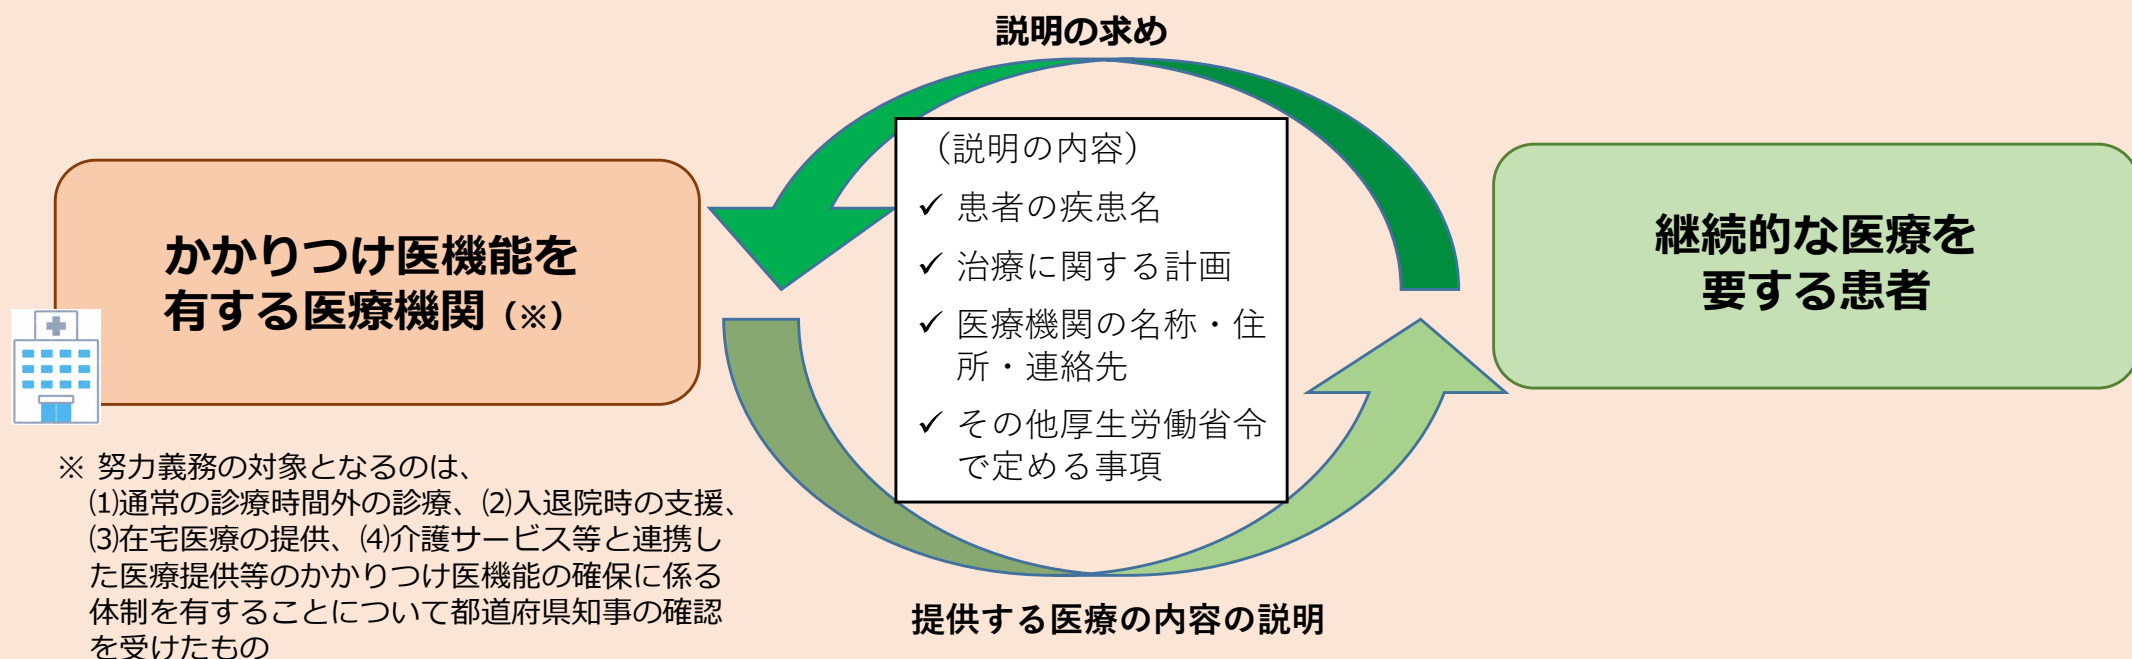 説明の求め
かかりつけ医機能を
有する医療機関（※）
（説明の内容）
✓ 患者の疾患名
✓ 治療に関する計画
✓ 医療機関の名称・住
所・連絡先
✓ その他厚生労働省令
で定める事項
継続的な医療を
要する患者
※ 努力義務の対象となるのは、
⑴通常の診療時間外の診療、⑵入退院時の支援、
⑶在宅医療の提供、⑷介護サービス等と連携し
た医療提供等のかかりつけ医機能の確保に係る
体制を有することについて都道府県知事の確認
を受けたもの
提供する医療の内容の説明